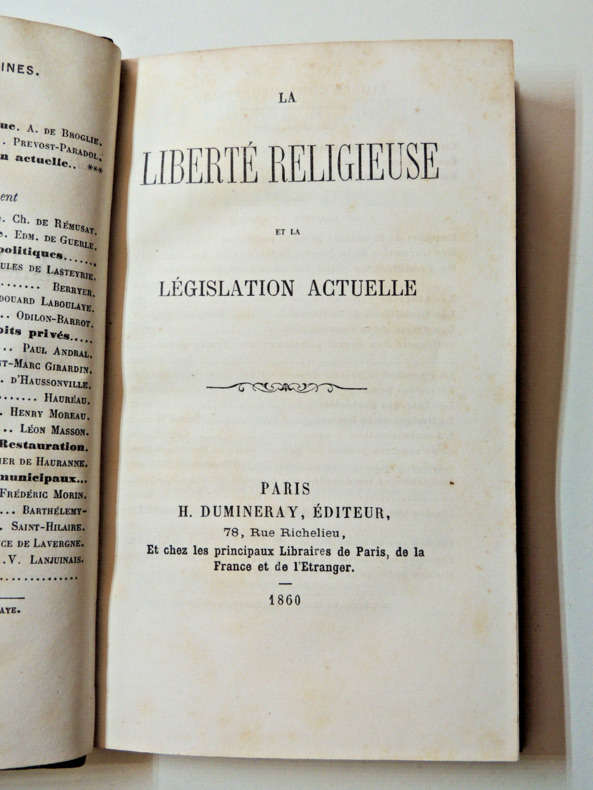 INES.
A. DE BROGLIE.
PREVOST-PARADOL.
n actuelle.. ***
ent
CH. DE RÉMUSAT.
EDM. DE GUERLE.
politiques......
ULES DE LASTEYRIE.
......... BERRYER.
DOUARD LABOULAYE.
.. ODILON-BARROT.
oits privés.....
.. PAUL ANDRAL.
T-MARC GIRARDIN.
. D'HAUSSONVILLE.
....... HAURÉAU.
. HENRY MOREAU.
... LÉON MASSON.
Restauration.
IER DE HAURANNE.
municipaux...
FRÉDÉRIC MORIN.
... BARTHÉLEMY-
. SAINT-HILAIRE.
CE DE LAVERGNE.
.V. LANJUINAIS.
..............
AYE.
LA
LIBERTÉ RELIGIEUSE
ET LA
LÉGISLATION ACTUELLE
PARIS
H. DUMINERAY, ÉDITEUR,
78, Rue Richelieu,
Et chez les principaux Libraires de Paris, de la
France et de l'Etranger.
1860